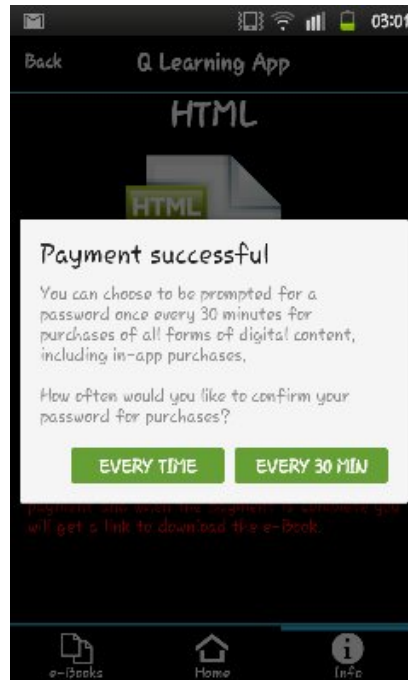 03:01
Back
Q Learning App
HTML
HTML
Payment successful
You can choose to be prompted for a
password once every 30 minutes for
purchases of all forms of digital content,
including in-app purchases.
How often would you like to confirm your
password for purchases?
EVERY TIME
EVERY 30 MIN
payment and when the payment is complete you
will get a link to download the e-Book.
e-Books
Home
Info